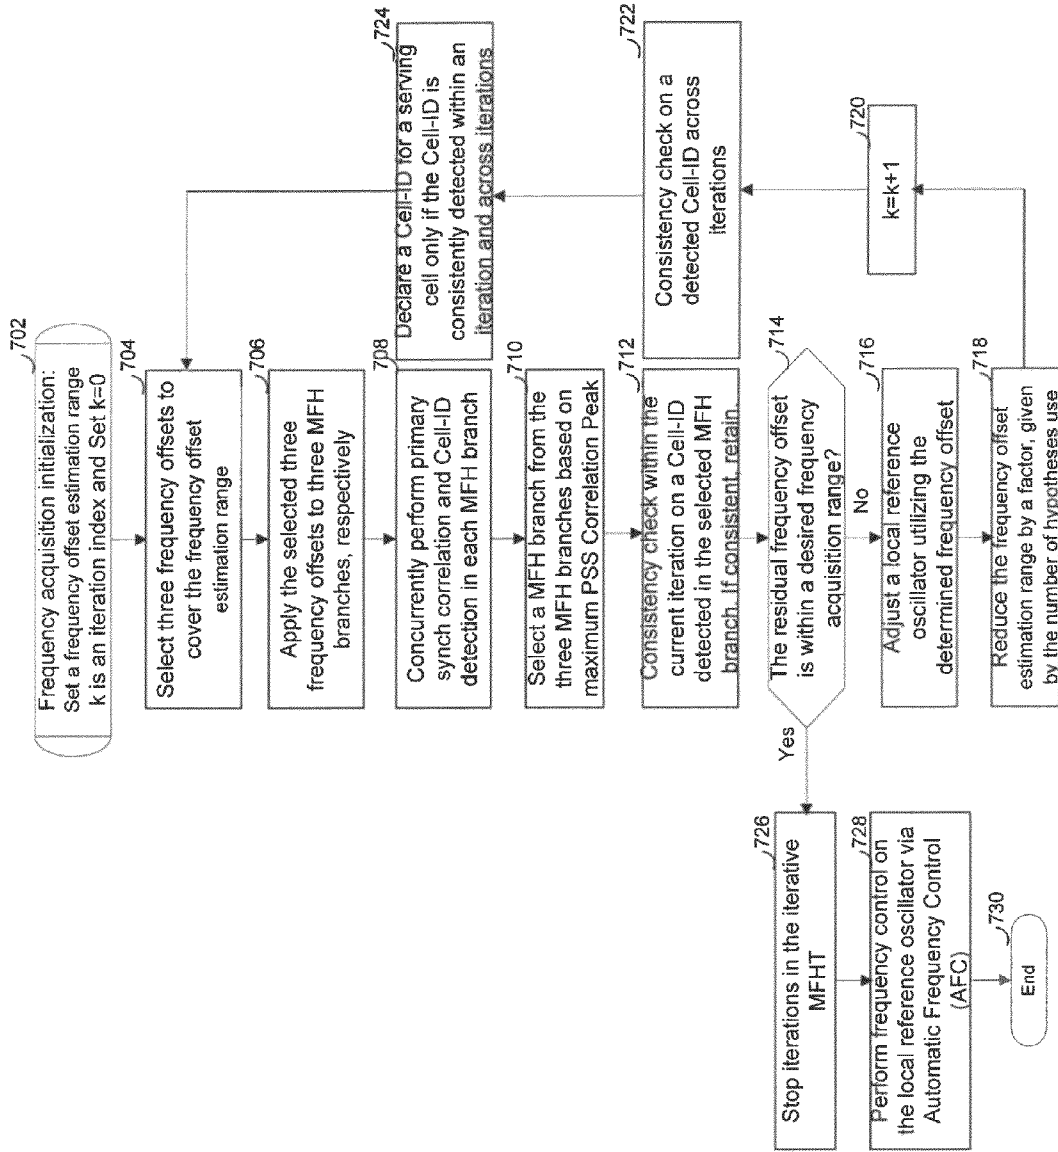 702
Frequency acquisition initialization:
Set a frequency offset estimation range
k is an iteration index and Set k=0
704
Select three frequency offsets to
cover the frequency offset
estimation range
706
Apply the selected three
frequency offsets to three MFH
branches, respectively
708
Concurrently perform primary
synch correlation and Cell-ID
detection in each MFH branch
710
Select a MFH branch from the
three MFH branches based on
maximum PSS Correlation Peak
712
Consistency check within the
current iteration on a Cell-ID
detected in the selected MFH
branch. If consistent retain.
714
The residual frequency offset
is within a desired frequency
acquisition range?
Yes
No
716
Adjust a local reference
oscillator utilizing the
determined frequency offset
718
Reduce the frequency offset
estimation range by a factor, given
by the number of hypotheses use
720
k=k+1
722
Consistency check on a
detected Cell-ID across
iterations
724
Declare a Cell-ID for a serving
cell only if the Cell-ID is
consistently detected within an
iteration and across iterations
726
Stop iterations in the iterative
MFHT
728
Perform frequency control on
the local reference oscillator via
Automatic Frequency Control
(AFC)
730
End